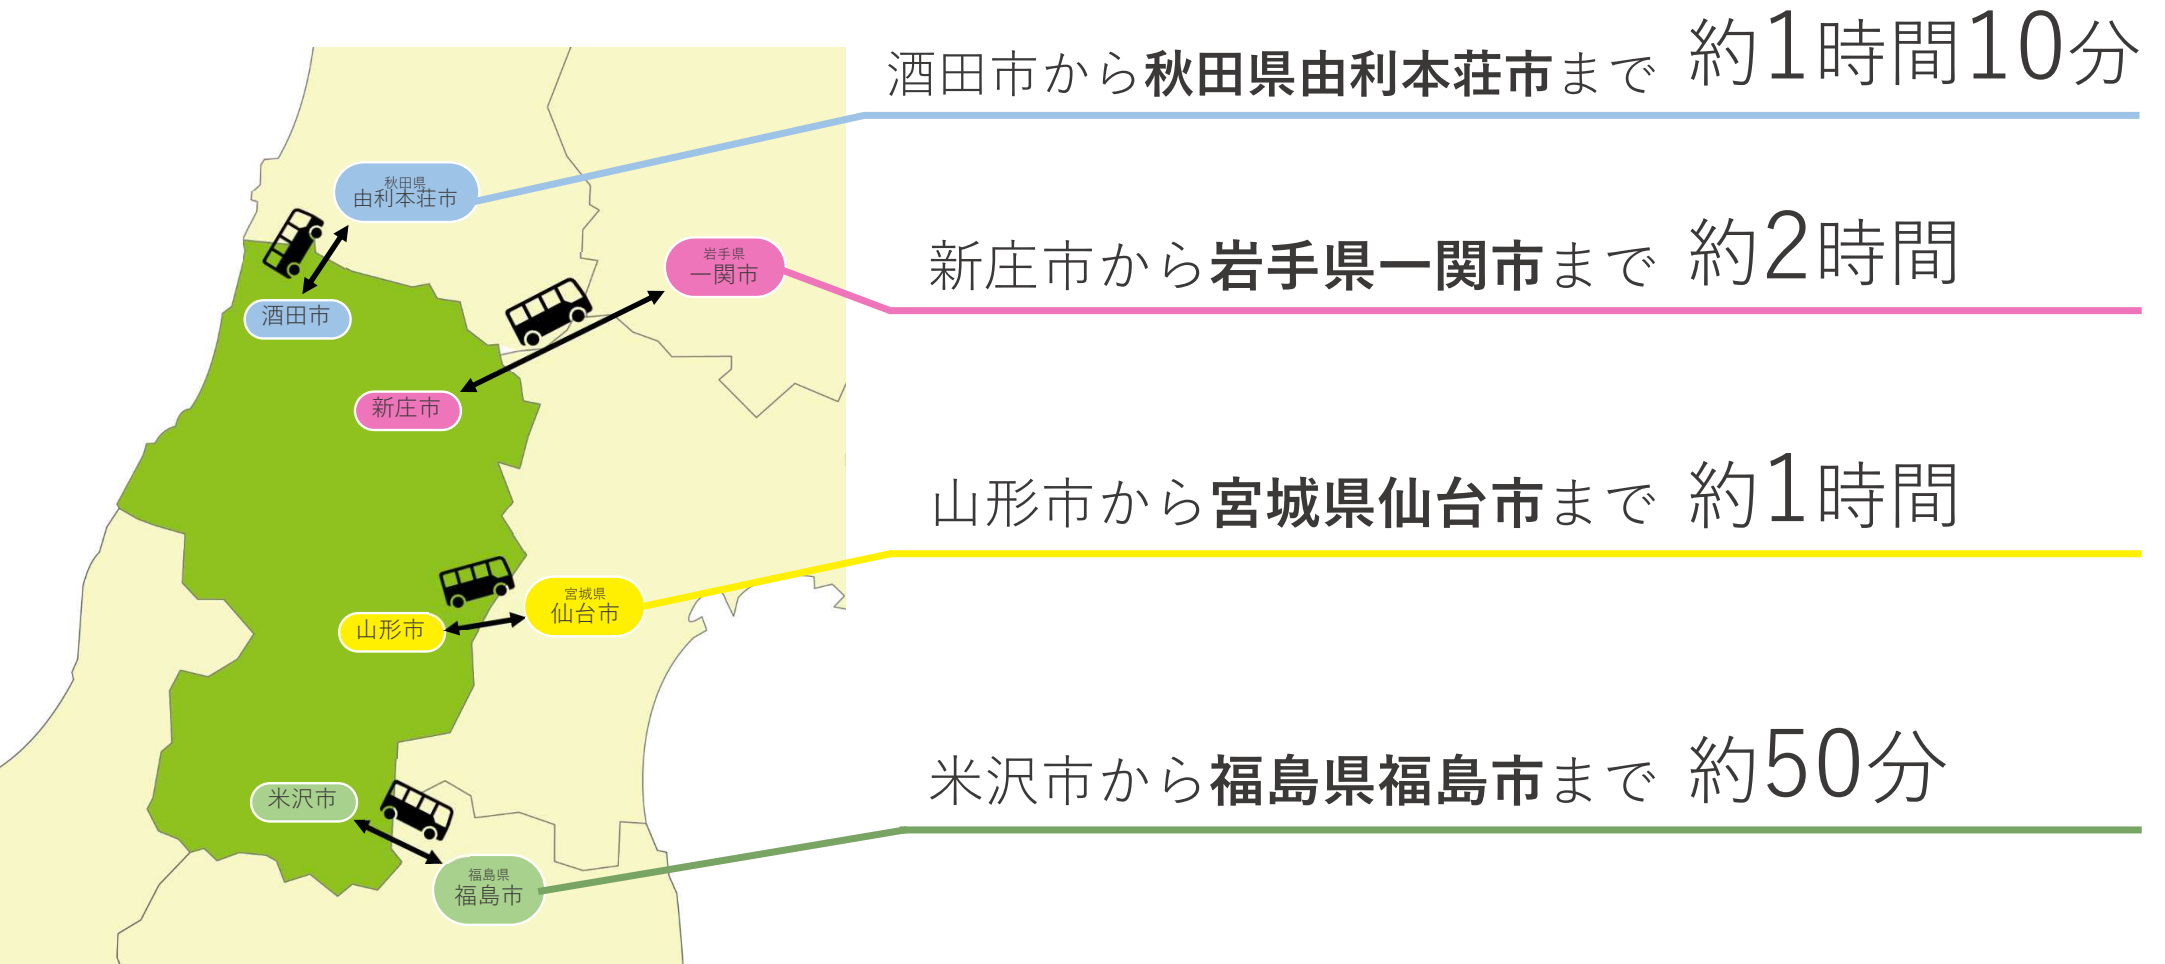 酒田市から秋田県由利本荘市まで 約1時間10分
秋田県
由利本荘市
酒田市
新庄市から岩手県一関市まで 約2時間
岩手県
一関市
新庄市
山形市から宮城県仙台市まで 約1時間
宮城県
仙台市
山形市
米沢市から福島県福島市まで 約50分
米沢市
福島県
福島市